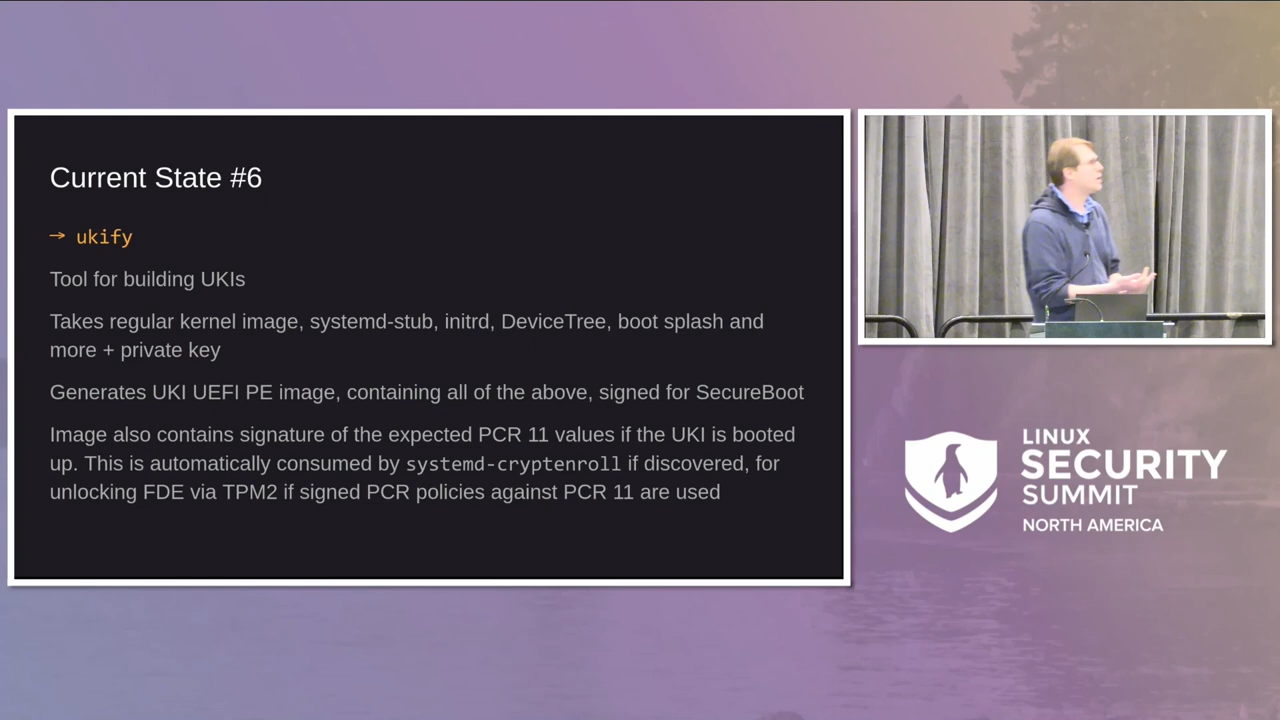 Current State #6
→ ukify
Tool for building UKIs
Takes regular kernel image, systemd-stub, initrd, DeviceTree, boot splash and
more + private key
Generates UKI UEFI PE image, containing all of the above, signed for SecureBoot
Image also contains signature of the expected PCR 11 values if the UKI is booted
up. This is automatically consumed by systemd-cryptenroll if discovered, for
unlocking FDE via TPM2 if signed PCR policies against PCR 11 are used
LINUX
SECURITY
SUMMIT
NORTH AMERICA